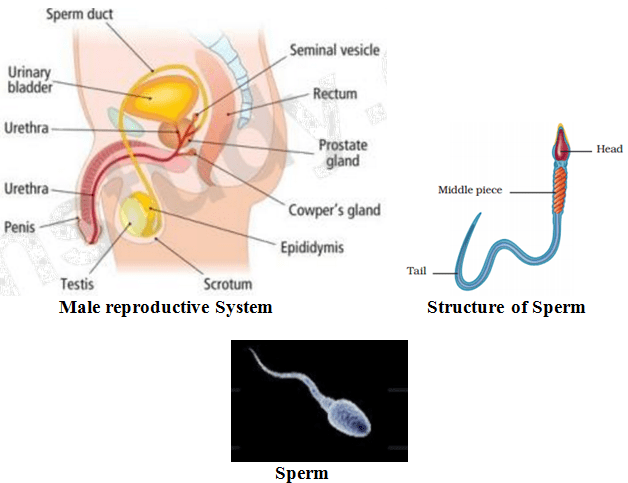 Sperm duct
Seminal vesicle
Urinary
bladder
Rectum
Urethra
Prostate
gland
Head
Urethra
Middle piece
Cowper's gland
Penis
Epididymis
Tail
Testis
Scrotum
Male reproductive System
Structure of Sperm
Sperm